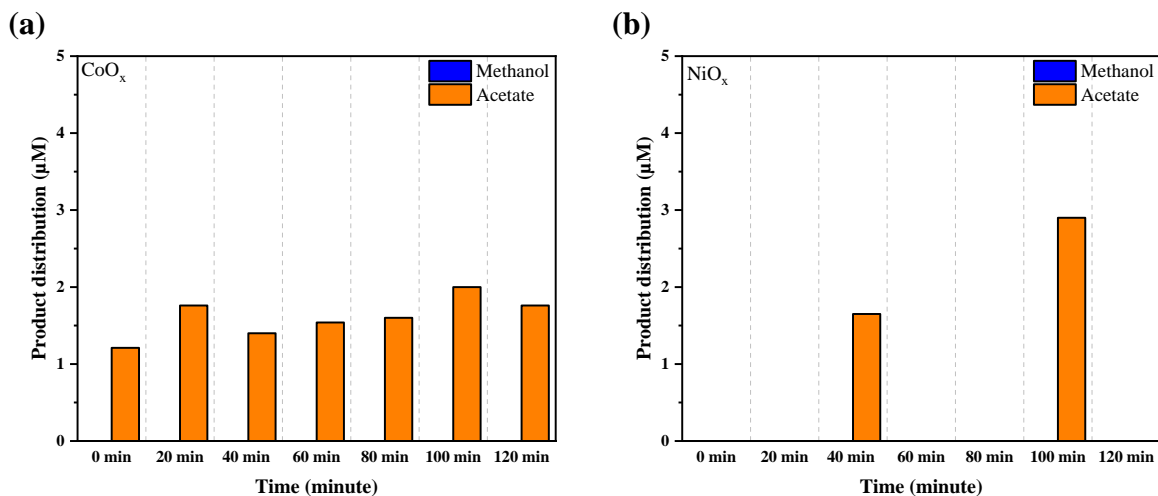 (a)
CoOx
Methanol
Acetate
Product distribution (μM)
5
4
3
2
1
0
0 min 20 min 40 min 60 min 80 min 100 min 120 min
Time (minute)
(b)
NiOx
Methanol
Acetate
Product distribution (μM)
5
4
3
2
1
0
0 min 20 min 40 min 60 min 80 min 100 min 120 min
Time (minute)